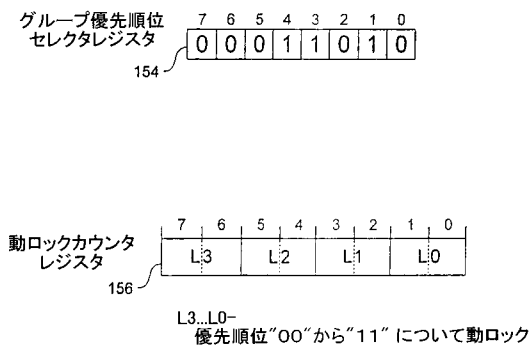 グループ優先順位
セレクタレジスタ
7 6 5 4 3 2 1 0
0 0 0 1 1 0 1 0
154
動ロックカウンタ
レジスタ
7 6 5 4 3 2 1 0
L3 L2 L1 L0
156
L3...L0-
優先順位"00"から"11"について動ロック